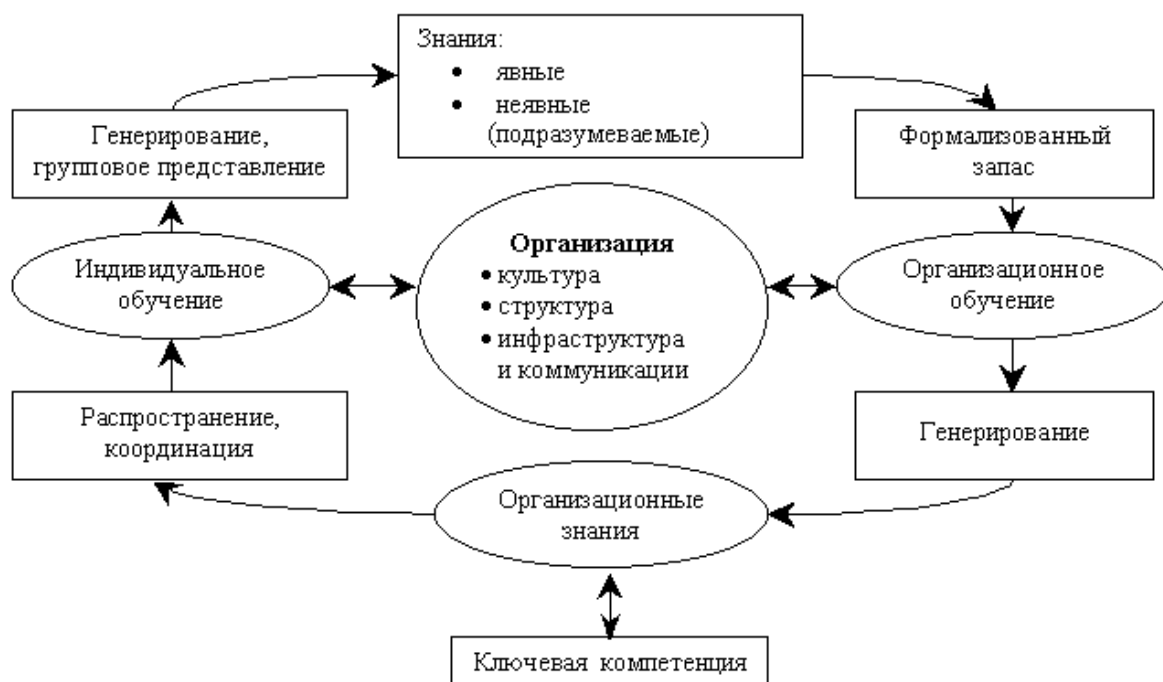 Знания:
• явные
• неявные
(подразумеваемые)
Генерирование,
групповое представление
Формализованный
запас
Индивидуальное
обучение
Организация
• культура
• структура
• инфраструктура
и коммуникации
Организационное
обучение
Распространение,
координация
Генерирование
Организационные
знания
Ключевая компетенция